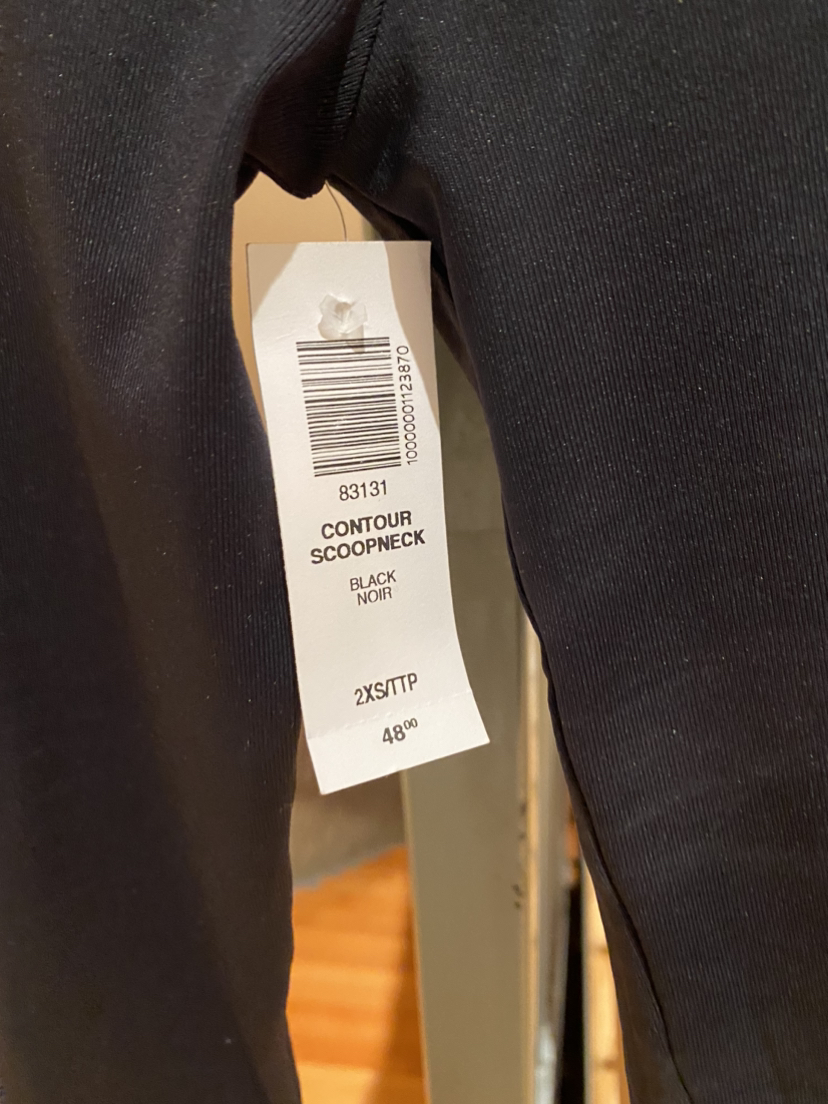 10000001123870
83131
CONTOUR
SCOOPNECK
BLACK
NOIR
2XS/TTP
48⁰⁰